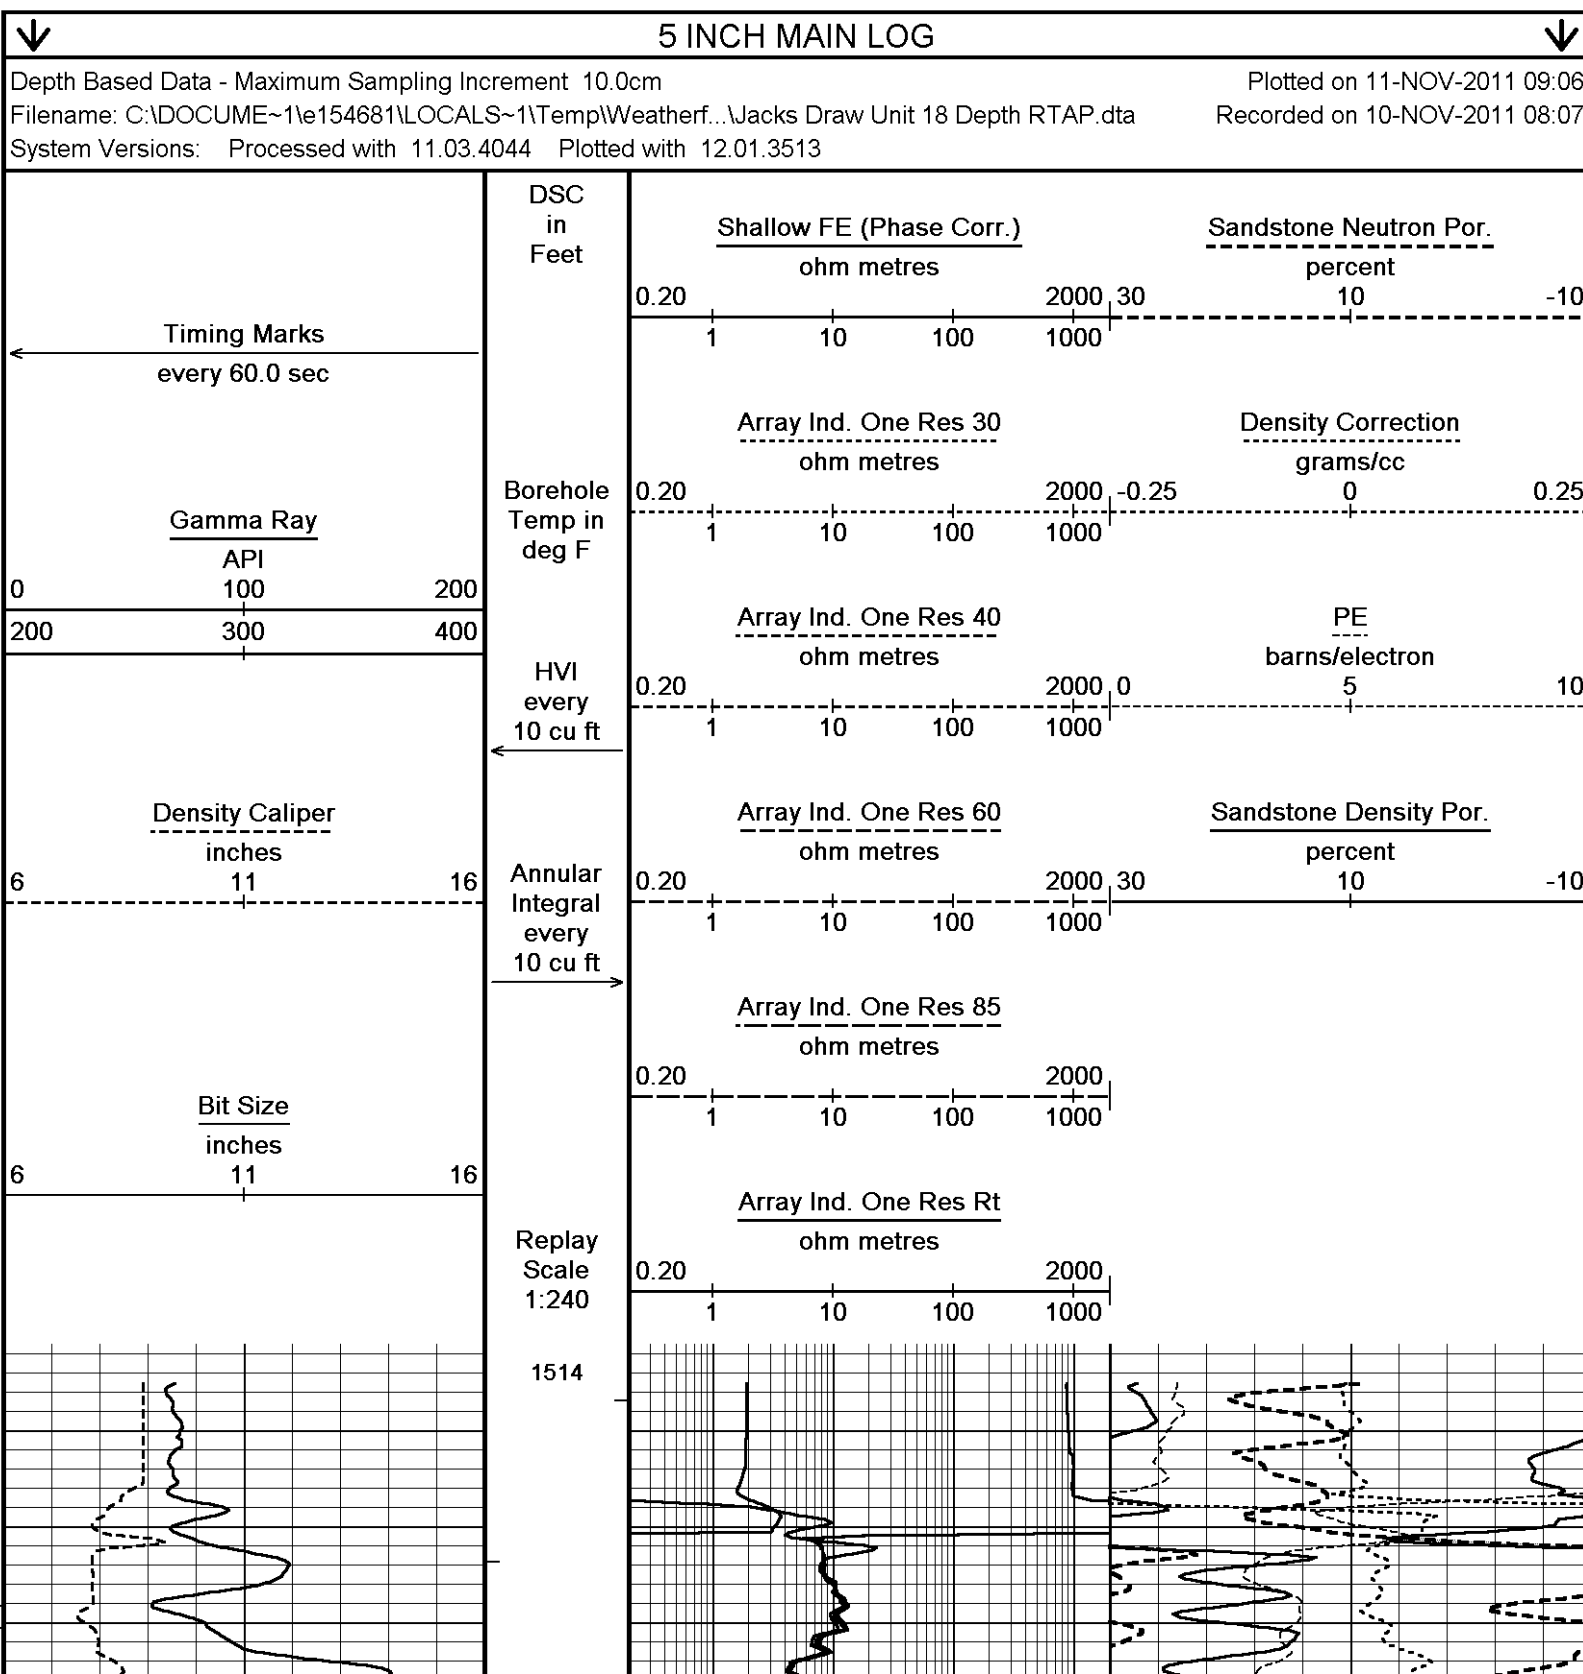 5 INCH MAIN LOG
Depth Based Data - Maximum Sampling Increment 10.0cm
Plotted on 11-NOV-2011 09:06
Filename: C:\DOCUME~1\e154681\LOCALS~1\Temp\Weatherf...\Jacks Draw Unit 18 Depth RTAP.dta
Recorded on 10-NOV-2011 08:07
System Versions: Processed with 11.03.4044 Plotted with 12.01.3513
Timing Marks
every 60.0 sec
Gamma Ray
API
0 100 200
200 300 400
Density Caliper
inches
6 11 16
Bit Size
inches
6 11 16
DSC
in
Feet
Borehole
Temp in
deg F
HVI
every
10 cu ft
Annular
Integral
every
10 cu ft
Replay
Scale
1:240
1514
Shallow FE (Phase Corr.)
ohm metres
0.20 2000
1 10 100 1000
Array Ind. One Res 30
ohm metres
0.20 2000
1 10 100 1000
Array Ind. One Res 40
ohm metres
0.20 2000
1 10 100 1000
Array Ind. One Res 60
ohm metres
0.20 2000
1 10 100 1000
Array Ind. One Res 85
ohm metres
0.20 2000
1 10 100 1000
Array Ind. One Res Rt
ohm metres
0.20 2000
1 10 100 1000
Sandstone Neutron Por.
percent
30 10 -10
Density Correction
grams/cc
-0.25 0 0.25
PE
barns/electron
0 5 10
Sandstone Density Por.
percent
30 10 -10